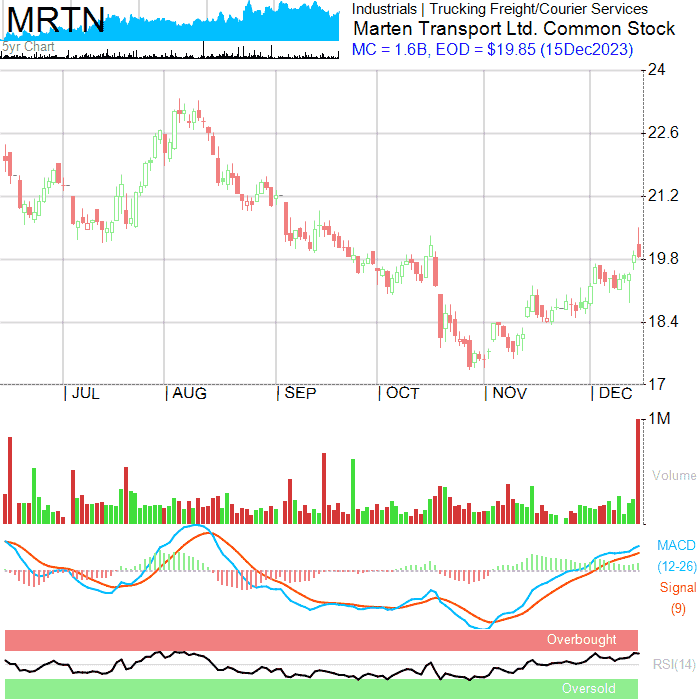 MRTN
5yr Chart
Industrials | Trucking Freight/Courier Services
Marten Transport Ltd. Common Stock
MC = 1.6B, EOD = $19.85 (15Dec2023)
24
22.6
21.2
19.8
18.4
17
| JUL | AUG | SEP | OCT | NOV | DEC
1M
Volume
MACD
(12-26)
Signal
(9)
Overbought
RSI(14)
Oversold